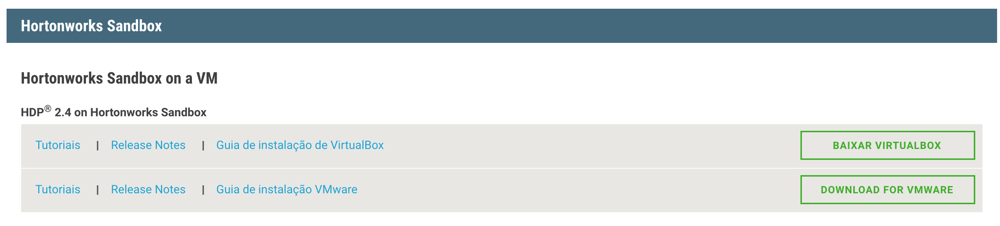 Hortonworks Sandbox
Hortonworks Sandbox on a VM
HDP® 2.4 on Hortonworks Sandbox
Tutoriais | Release Notes | Guia de instalação de VirtualBox BAIXAR VIRTUALBOX
Tutoriais | Release Notes | Guia de instalação VMware DOWNLOAD FOR VMWARE